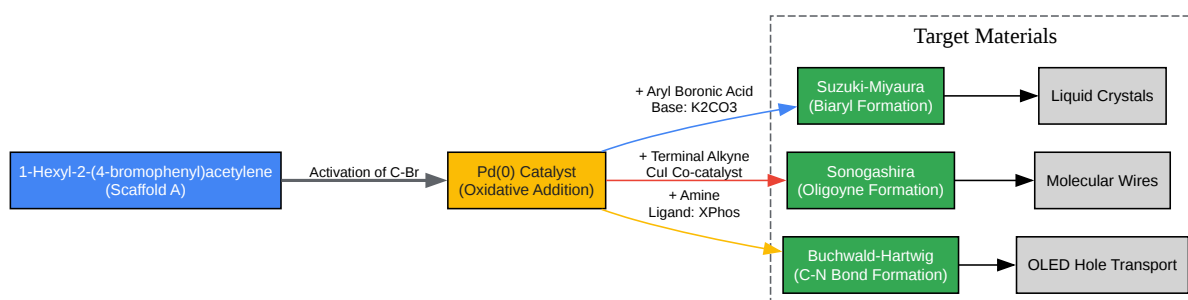 Target Materials
1-Hexyl-2-(4-bromophenyl)acetylene
(Scaffold A)
Activation of C-Br
Pd(0) Catalyst
(Oxidative Addition)
+ Aryl Boronic Acid
Base: K2CO3
Suzuki-Miyaura
(Biaryl Formation)
Liquid Crystals
+ Terminal Alkyne
CuI Co-catalyst
Sonogashira
(Oligoyne Formation)
Molecular Wires
+ Amine
Ligand: XPhos
Buchwald-Hartwig
(C-N Bond Formation)
OLED Hole Transport